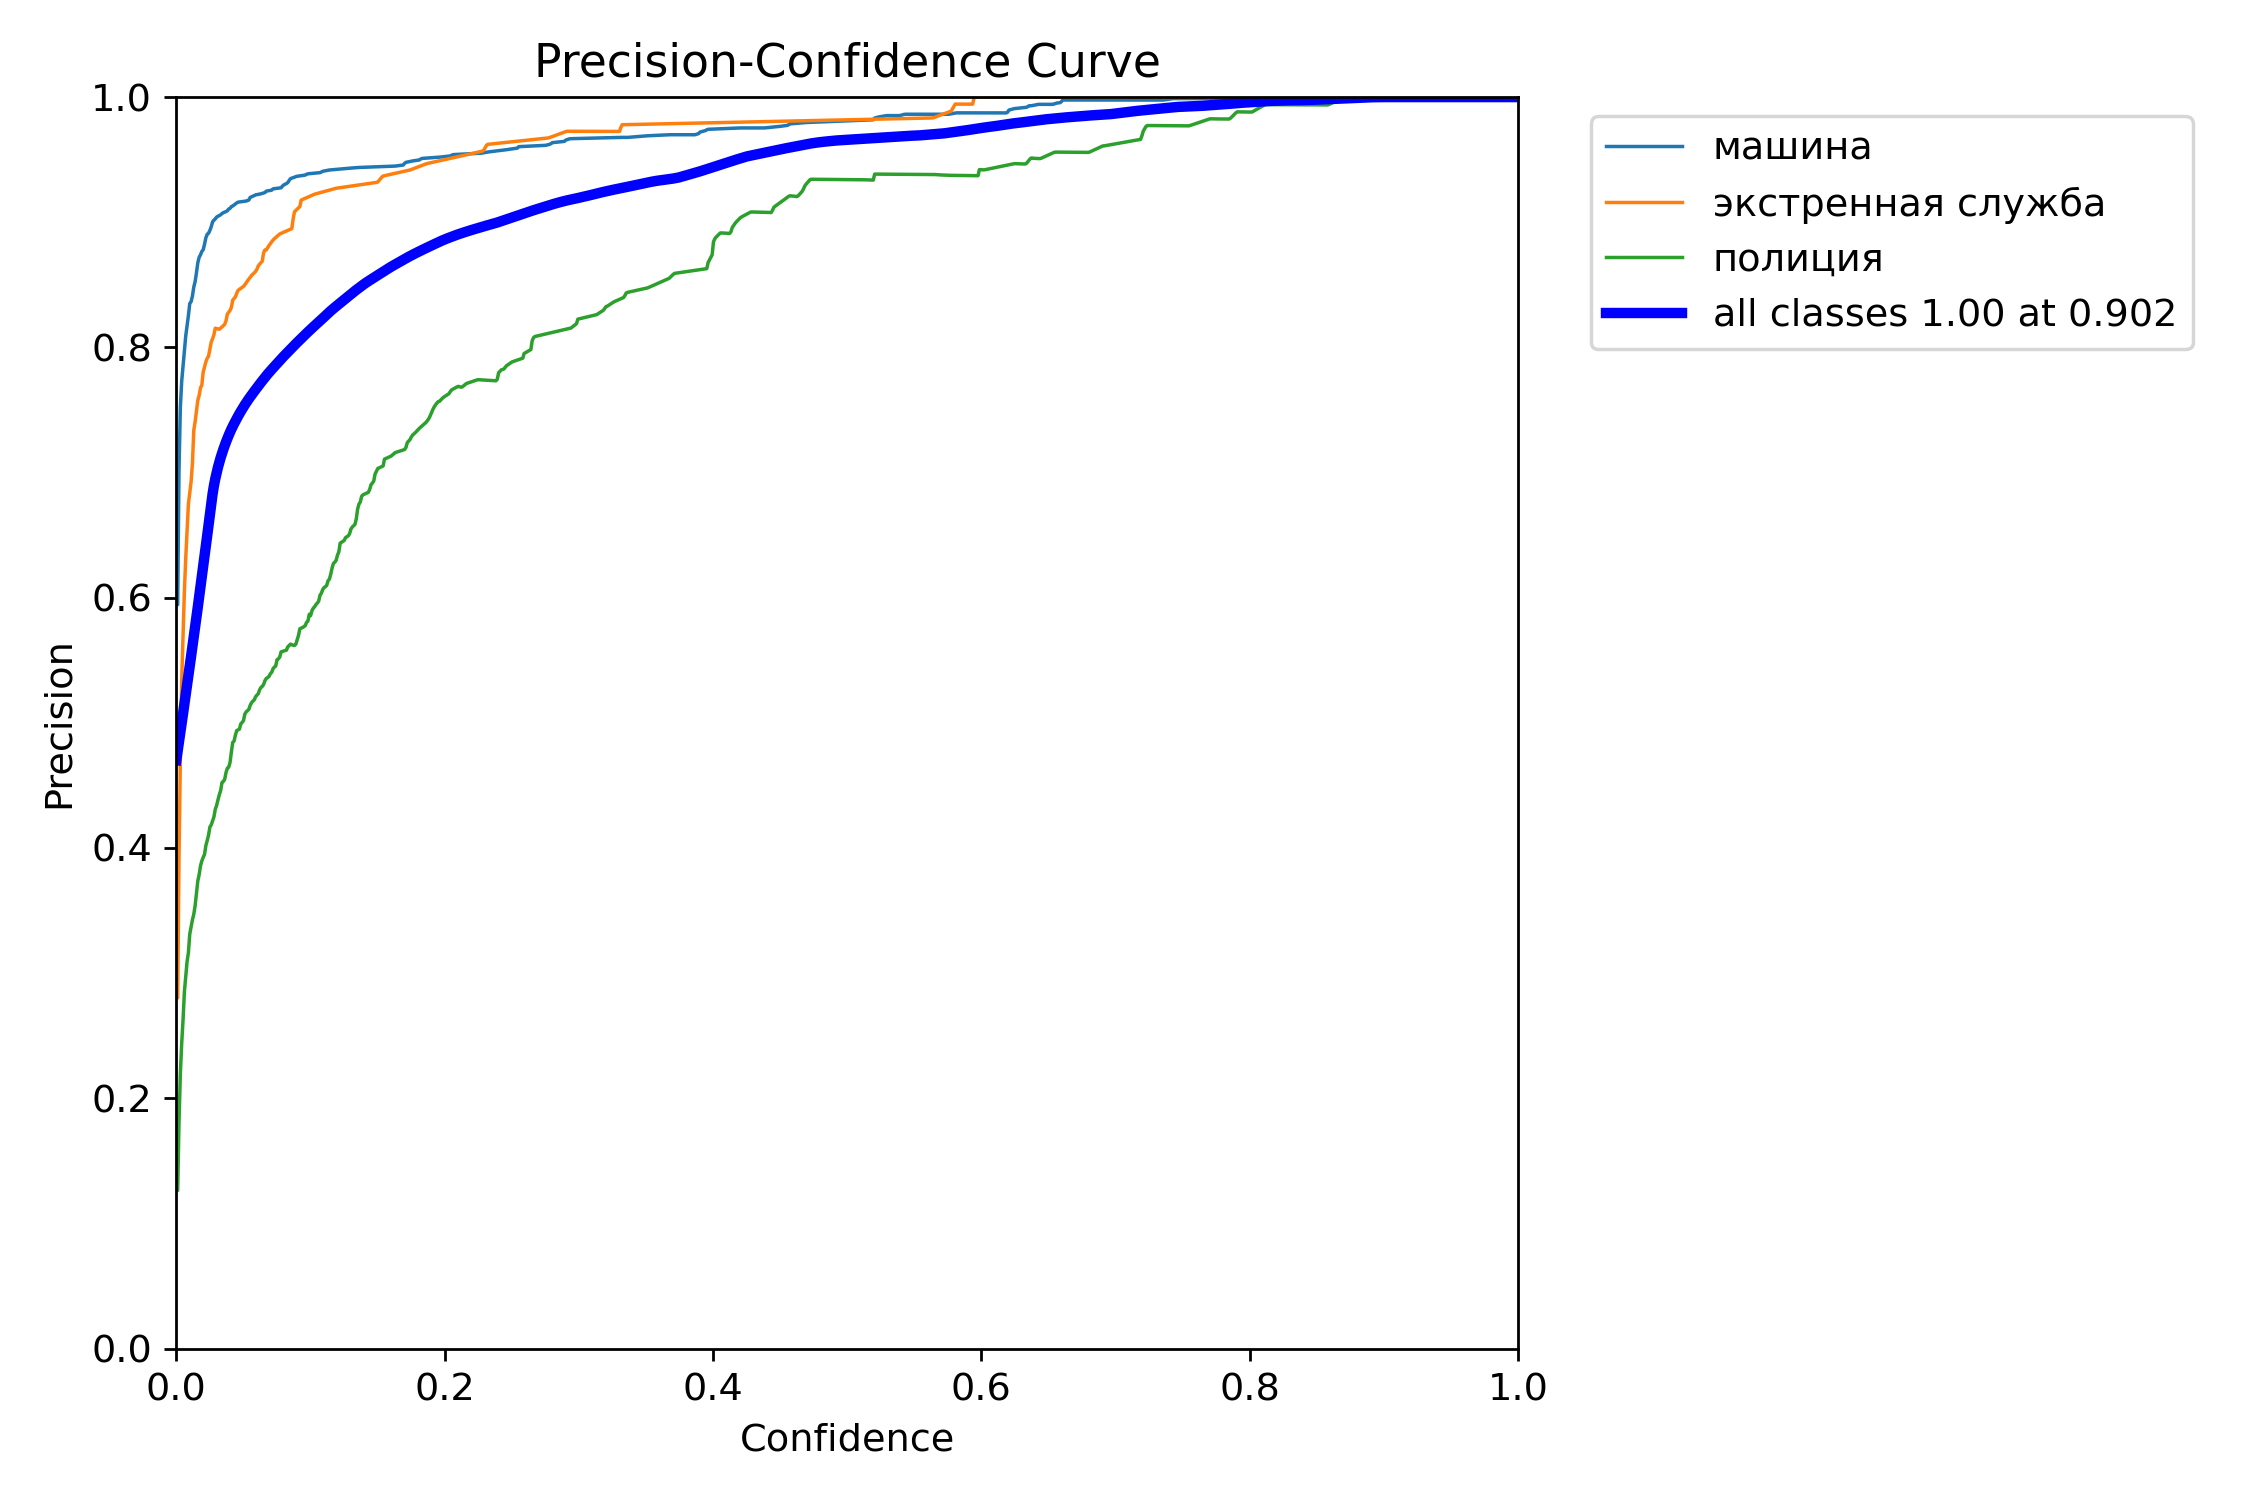 Precision-Confidence Curve
1.0
0.8
0.6
0.4
0.2
0.0
Precision
0.0 0.2 0.4 0.6 0.8 1.0
Confidence
машина
экстренная служба
полиция
all classes 1.00 at 0.902